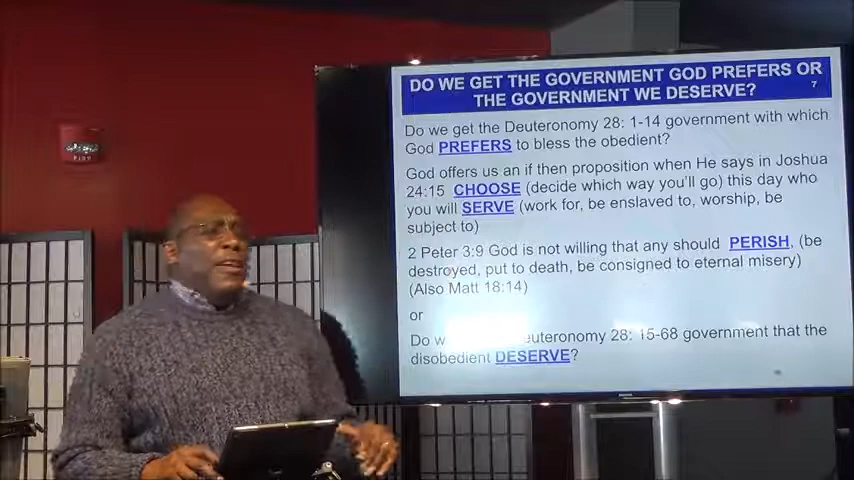 DO WE GET THE GOVERNMENT GOD PREFERS OR
THE GOVERNMENT WE DESERVE?
7
Do we get the Deuteronomy 28: 1-14 government with which
God PREFERS to bless the obedient?
God offers us an if then proposition when He says in Joshua
24:15 CHOOSE (decide which way you'll go) this day who
you will SERVE (work for, be enslaved to, worship, be
subject to)
2 Peter 3:9 God is not willing that any should PERISH, (be
destroyed, put to death, be consigned to eternal misery)
(Also Matt 18:14)
or
Do euteronomy 28: 15-68 government that the
disobedient DESERVE?
FIRE